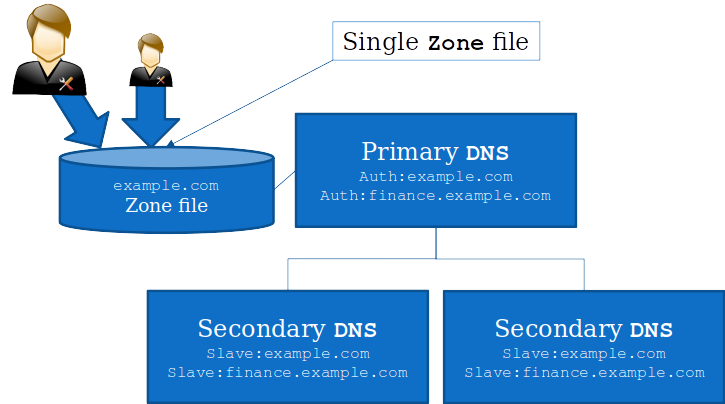 Single Zone file
Primary DNS
Auth:example.com
Auth:finance.example.com
example.com
Zone file
Secondary DNS
Slave:example.com
Slave:finance.example.com
Secondary DNS
Slave:example.com
Slave:finance.example.com